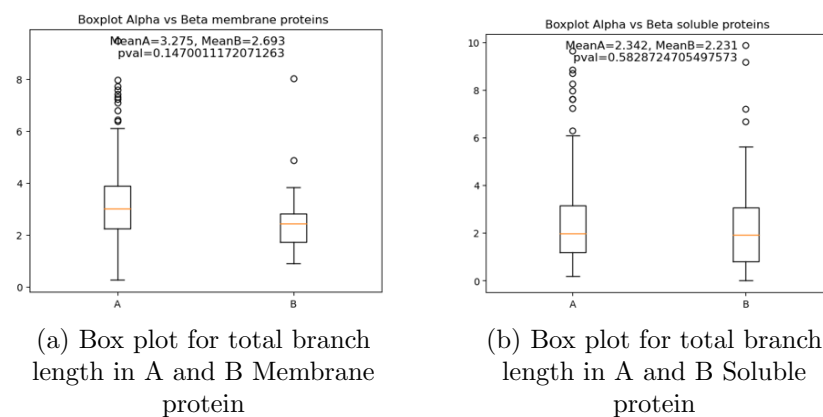 Boxplot Alpha vs Beta membrane proteins
MeanA=3.275, MeanB=2.693
pval=0.1470011172071263
8
6
4
2
0
A
B
(a) Box plot for total branch
length in A and B Membrane
protein
Boxplot Alpha vs Beta soluble proteins
MeanA=2.342, MeanB=2.231
pval=0.5828724705497573
10
8
6
4
2
0
A
B
(b) Box plot for total branch
length in A and B Soluble
protein